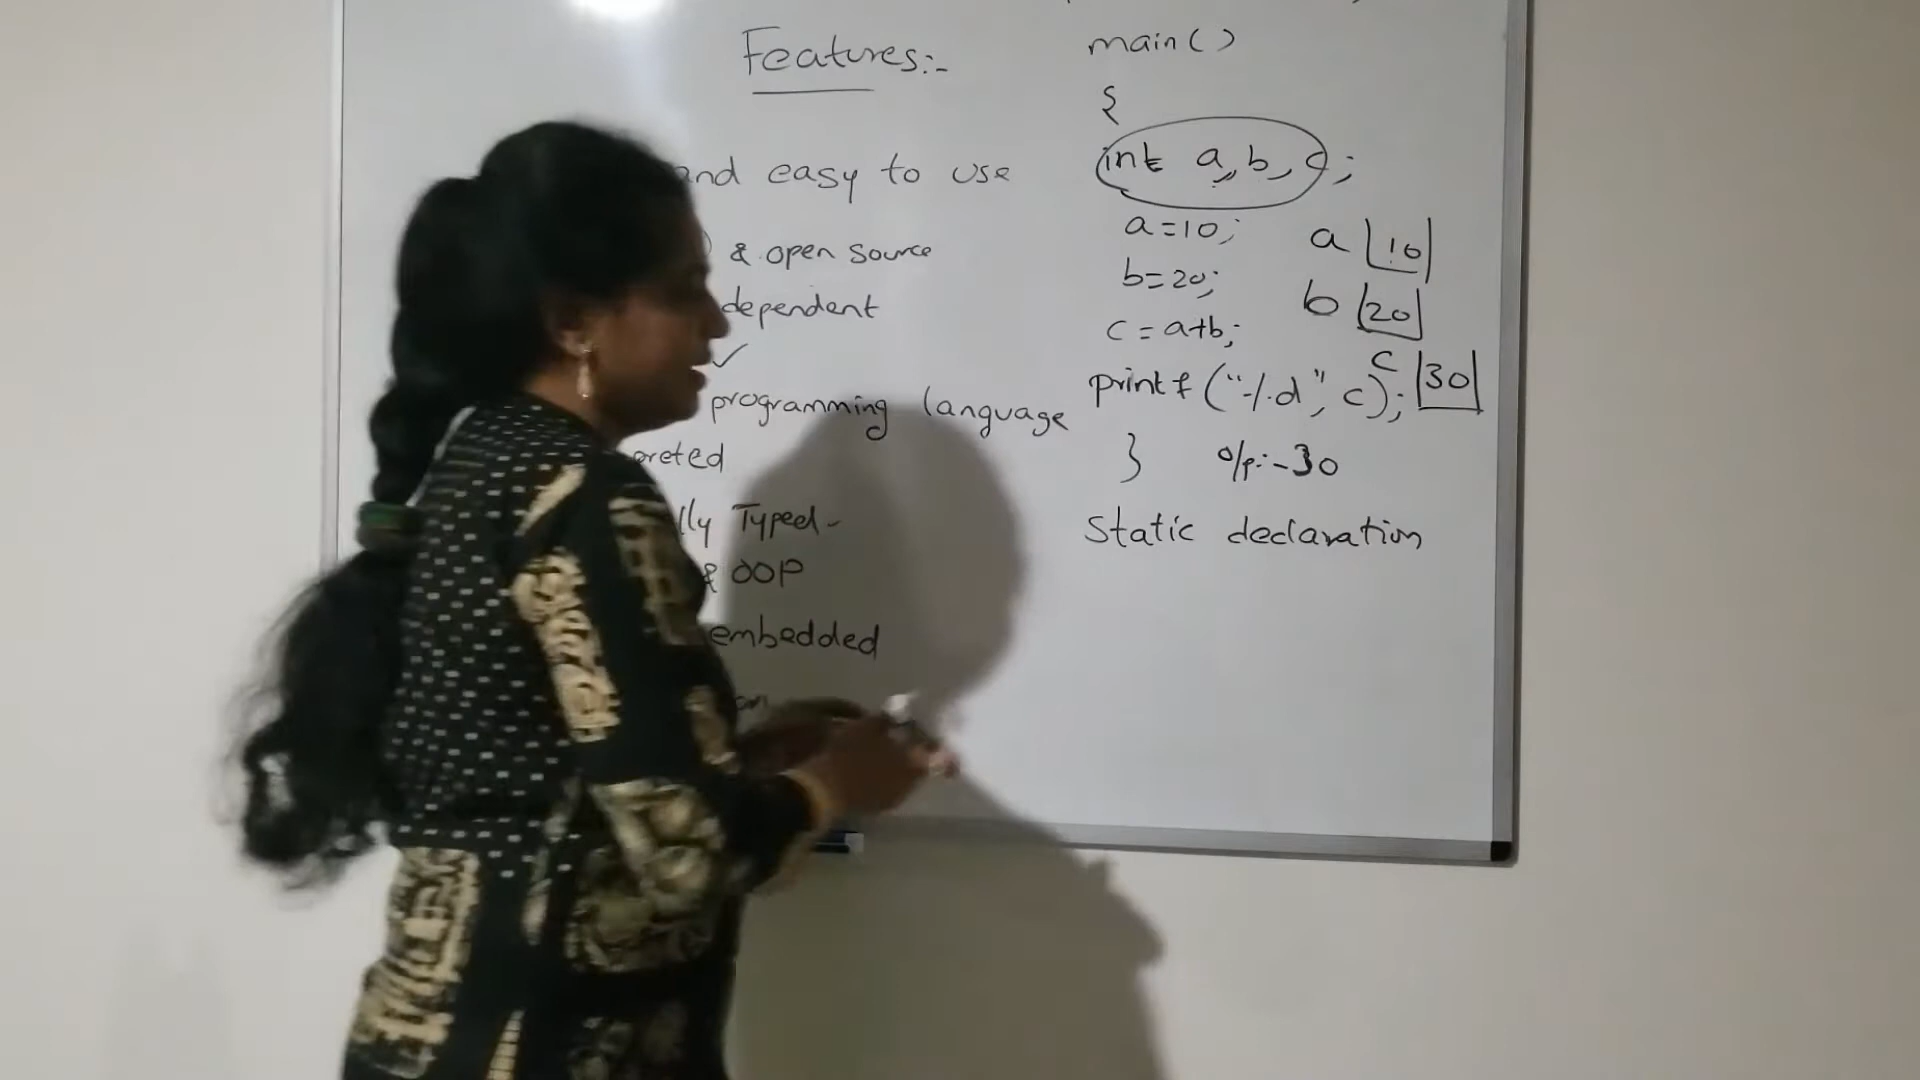 Features:-
and easy to use
& open source
dependent
programming language
preted
lly Typed-
& OOP
embedded
main()
{
int a, b, c;
a=10;
b=20;
c = a+b;
printf ("%d", c);
}
o/p:-30
a 10
b 20
c 30
Static declaration